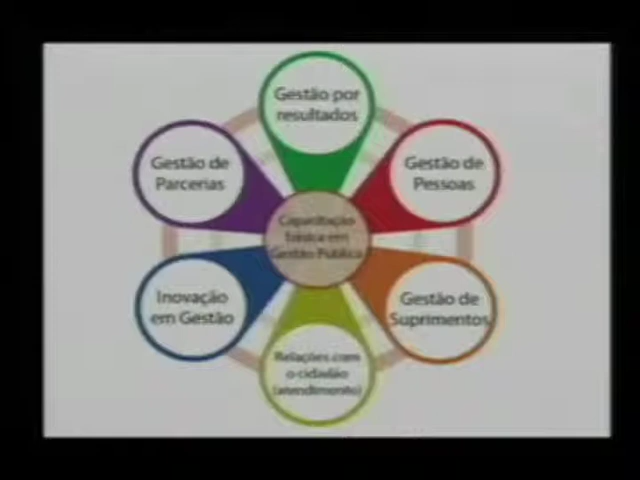 Gestão por
resultados
Gestão de
Parcerias
Gestão de
Pessoas
Capacitação
básica em
Gestão Pública
Inovação
em Gestão
Gestão de
Suprimentos
Relações com
o cidadão
(atendimento)